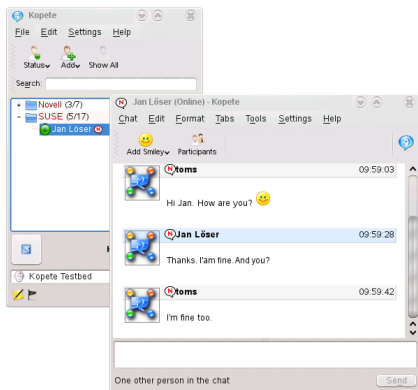 Kopete
File Edit Settings Help
Status Add Show All
Search:
Novell (3/7)
SUSE (5/17)
Jan Löser
Kopete Testbed
Jan Löser (Online) - Kopete
Chat Edit Format Tabs Tools Settings Help
Add Smiley Participants
toms 09:59:03
Hi Jan. How are you?
Jan Löser 09:59:28
Thanks. I'am fine. And you?
toms 09:59:42
I'm fine too.
One other person in the chat
Send